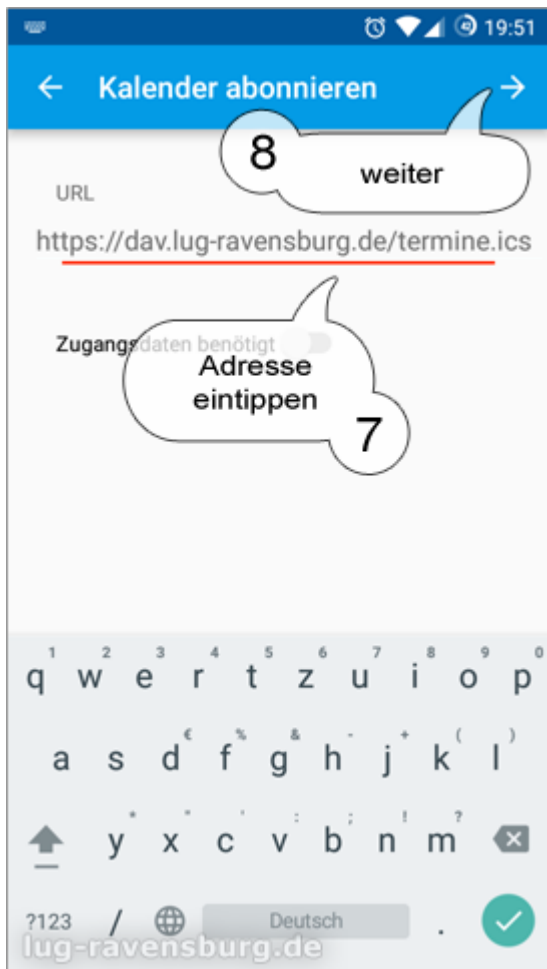 19:51
Kalender abonnieren
8
weiter
URL
https://dav.lug-ravensburg.de/termine.ics
Zugangsdaten benötigt
Adresse
eintippen
7
1 2 3 4 5 6 7 8 9 0
q w e r t z u i o p
€ % & - + ( )
a s d f g h j k l
* " ' : ; ! ?
y x c v b n m
?123 / Deutsch .
lug-ravensburg.de